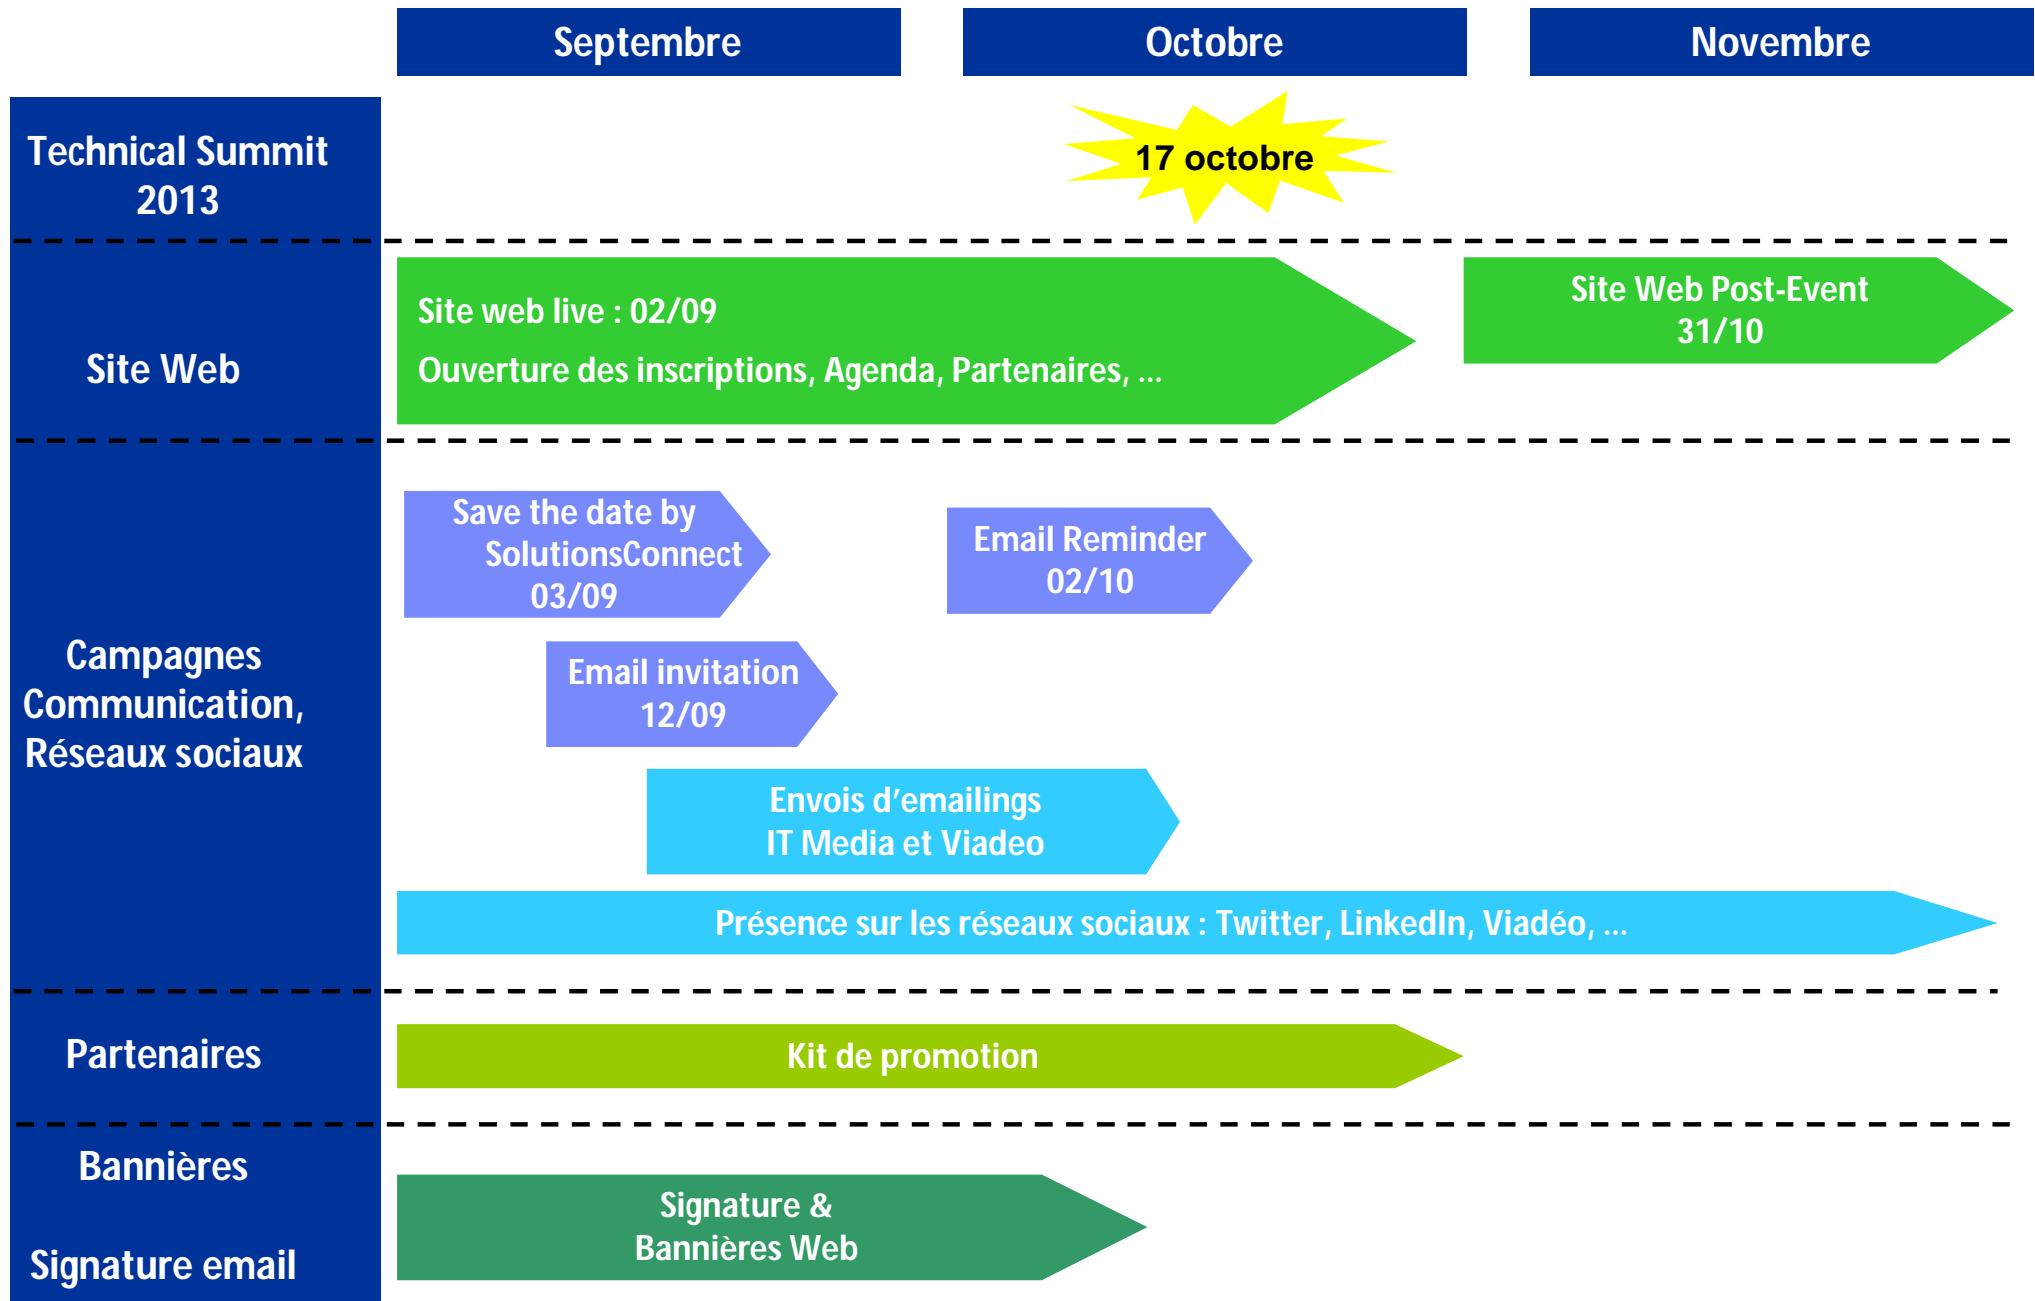 Septembre
Octobre
Novembre
Technical Summit
2013
17 octobre
Site Web
Site web live : 02/09
Ouverture des inscriptions, Agenda, Partenaires, ...
Site Web Post-Event
31/10
Campagnes
Communication,
Réseaux sociaux
Save the date by
SolutionsConnect
03/09
Email Reminder
02/10
Email invitation
12/09
Envois d’emailings
IT Media et Viadeo
Présence sur les réseaux sociaux : Twitter, LinkedIn, Viadéo, ...
Partenaires
Kit de promotion
Bannières
Signature email
Signature &
Bannières Web